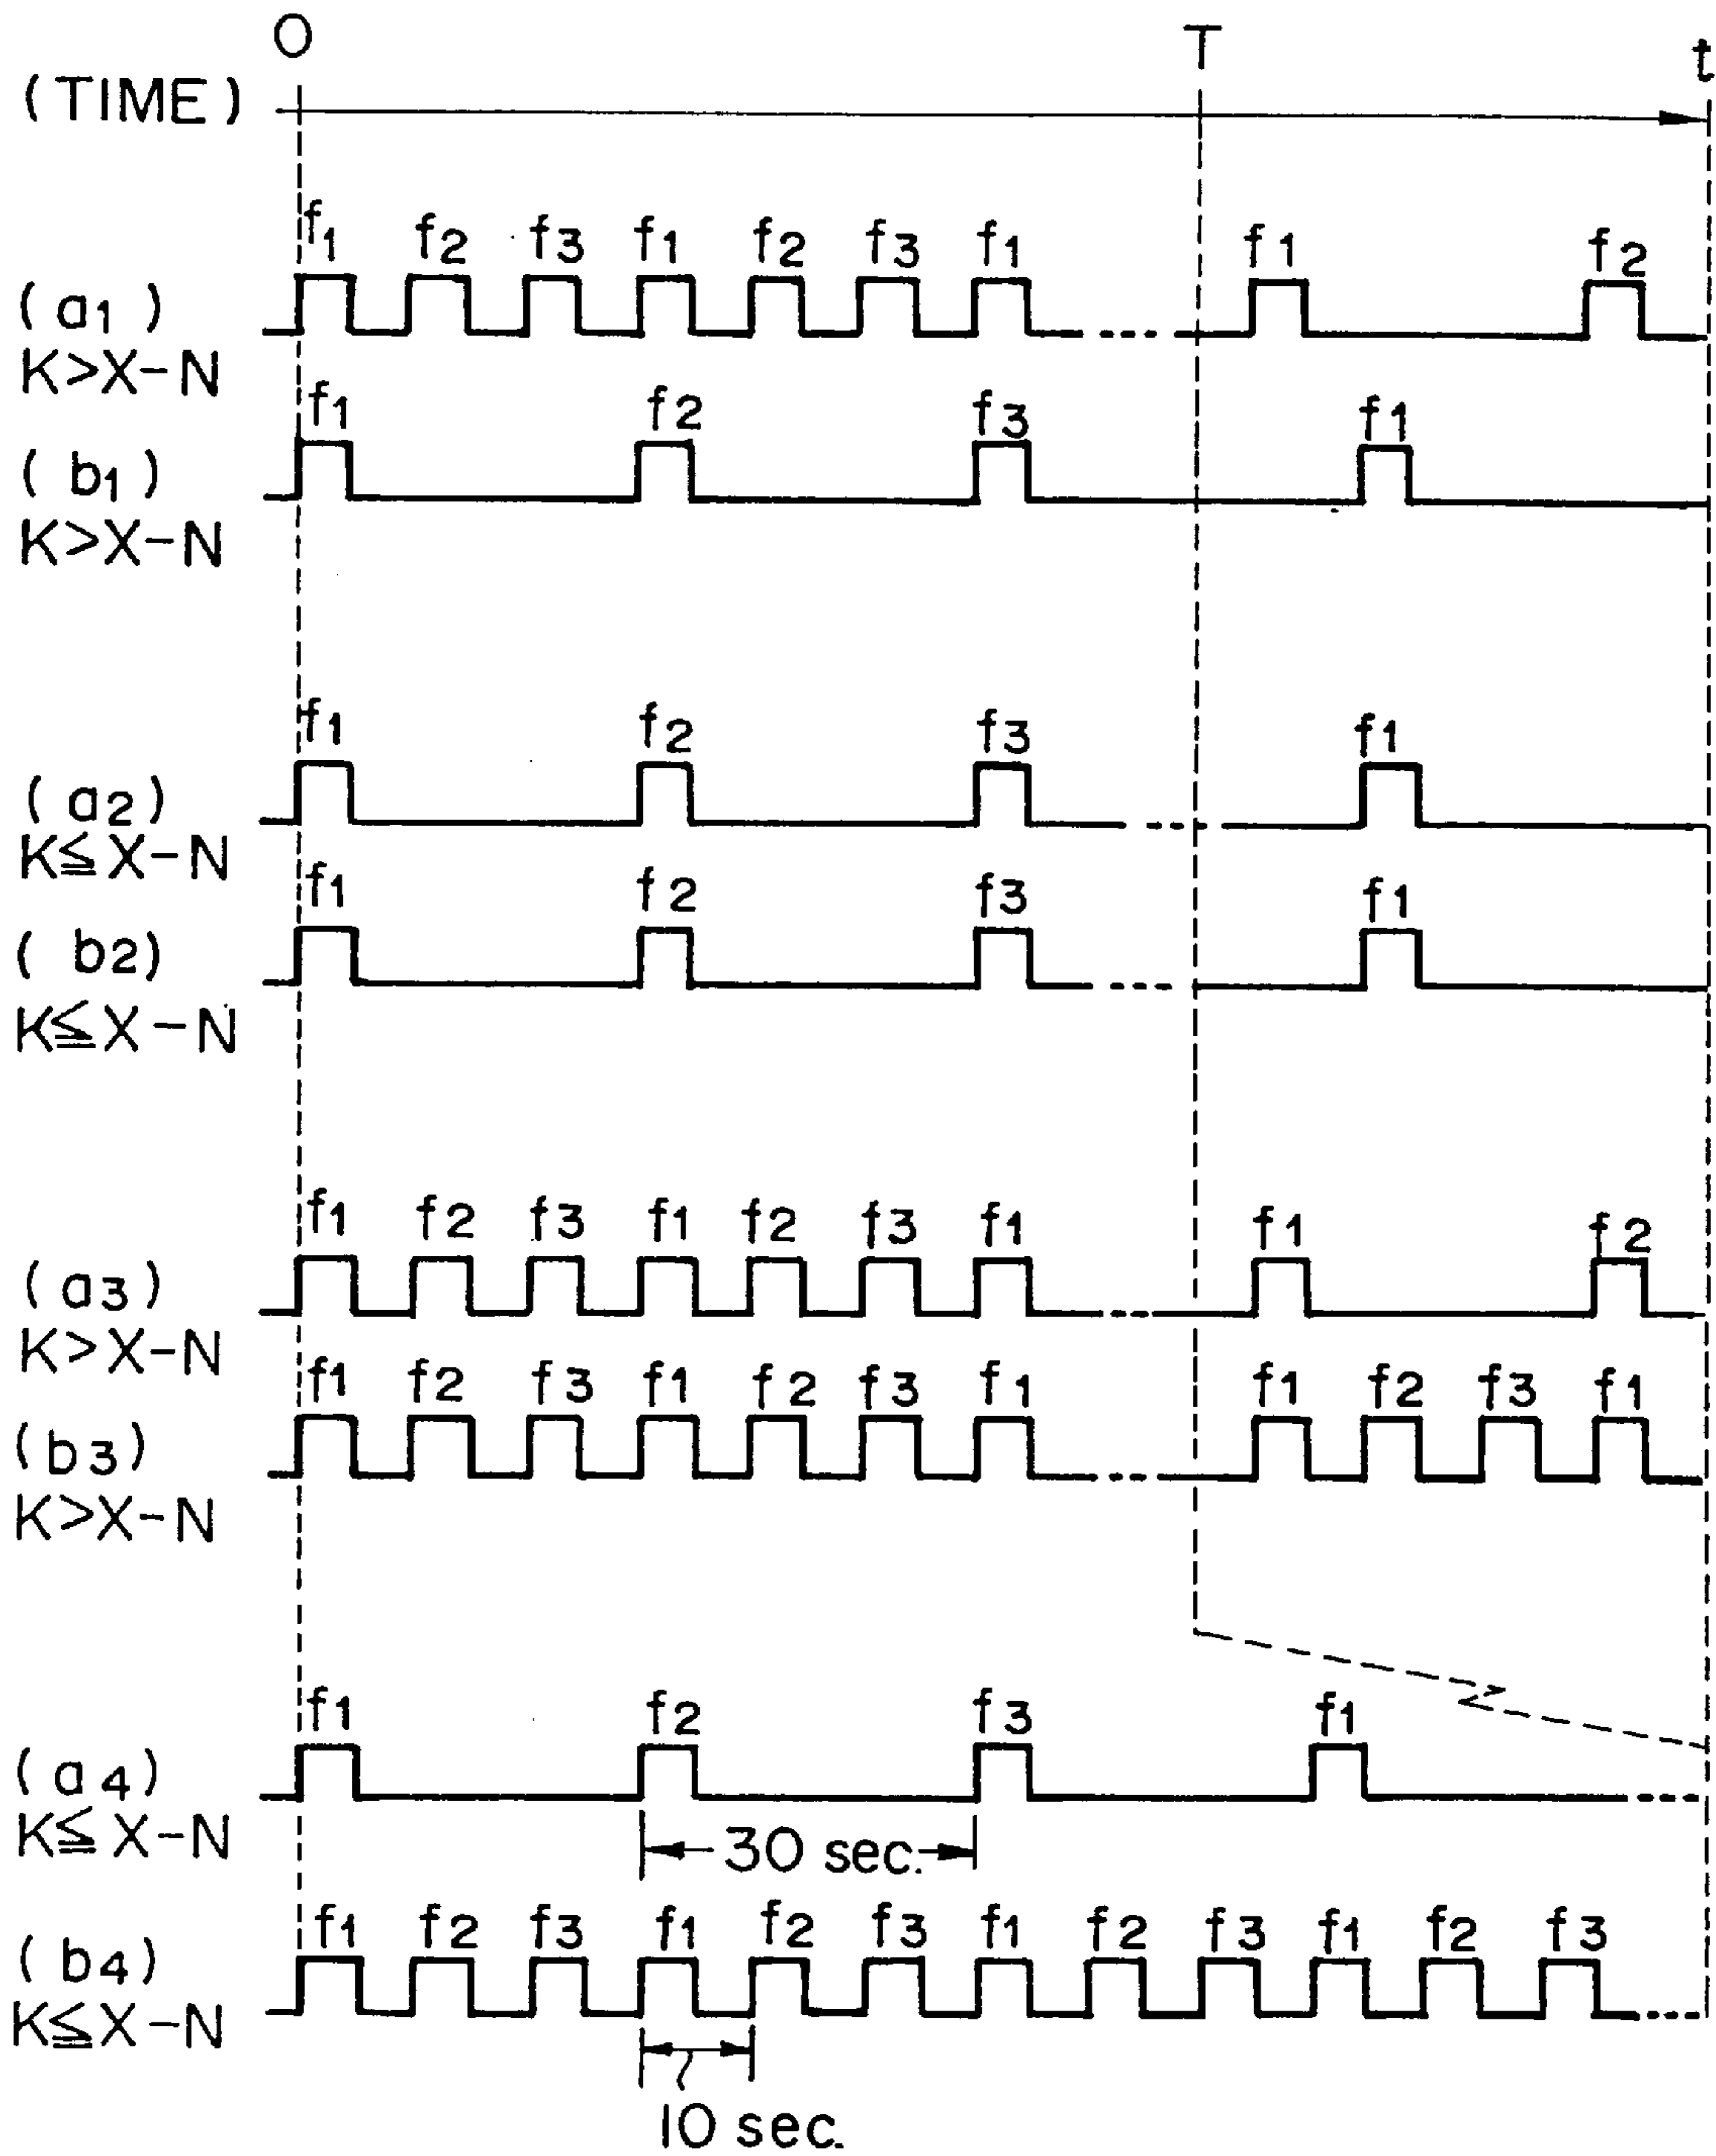 O T t
(TIME)
f1 f2 f3 f1 f2 f3 f1 f1 f2
(a1)
K>X-N
f1 f2 f3 f1
(b1)
K>X-N
f1 f2 f3 f1
(a2)
K≦X-N
f1 f2 f3 f1
(b2)
K≦X-N
f1 f2 f3 f1 f2 f3 f1 f1 f2
(a3)
K>X-N
f1 f2 f3 f1 f2 f3 f1 f1 f2 f3 f1
(b3)
K>X-N
f1 f2 f3 f1
(a4)
K≦X-N
30 sec.
f1 f2 f3 f1 f2 f3 f1 f2 f3 f1 f2 f3
(b4)
K≦X-N
10 sec.